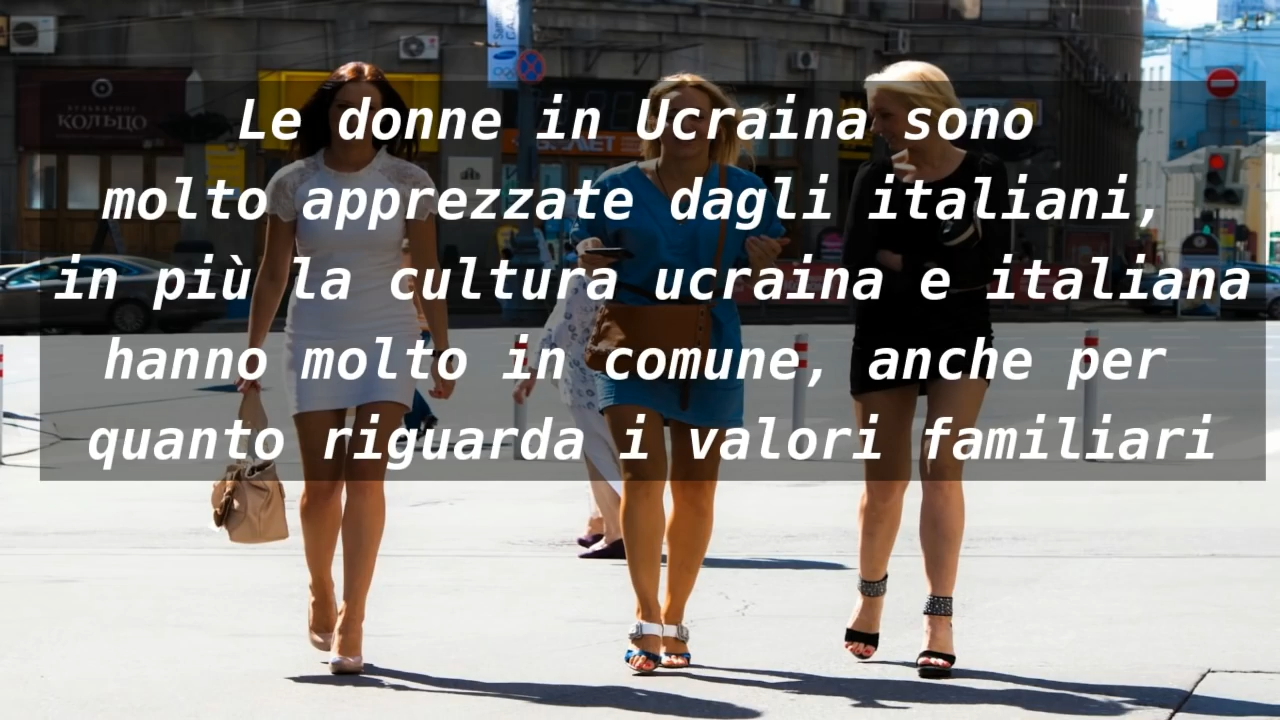 Le donne in Ucraina sono
molto apprezzate dagli italiani,
in più la cultura ucraina e italiana
hanno molto in comune, anche per
quanto riguarda i valori familiari
КОЛЬЦО